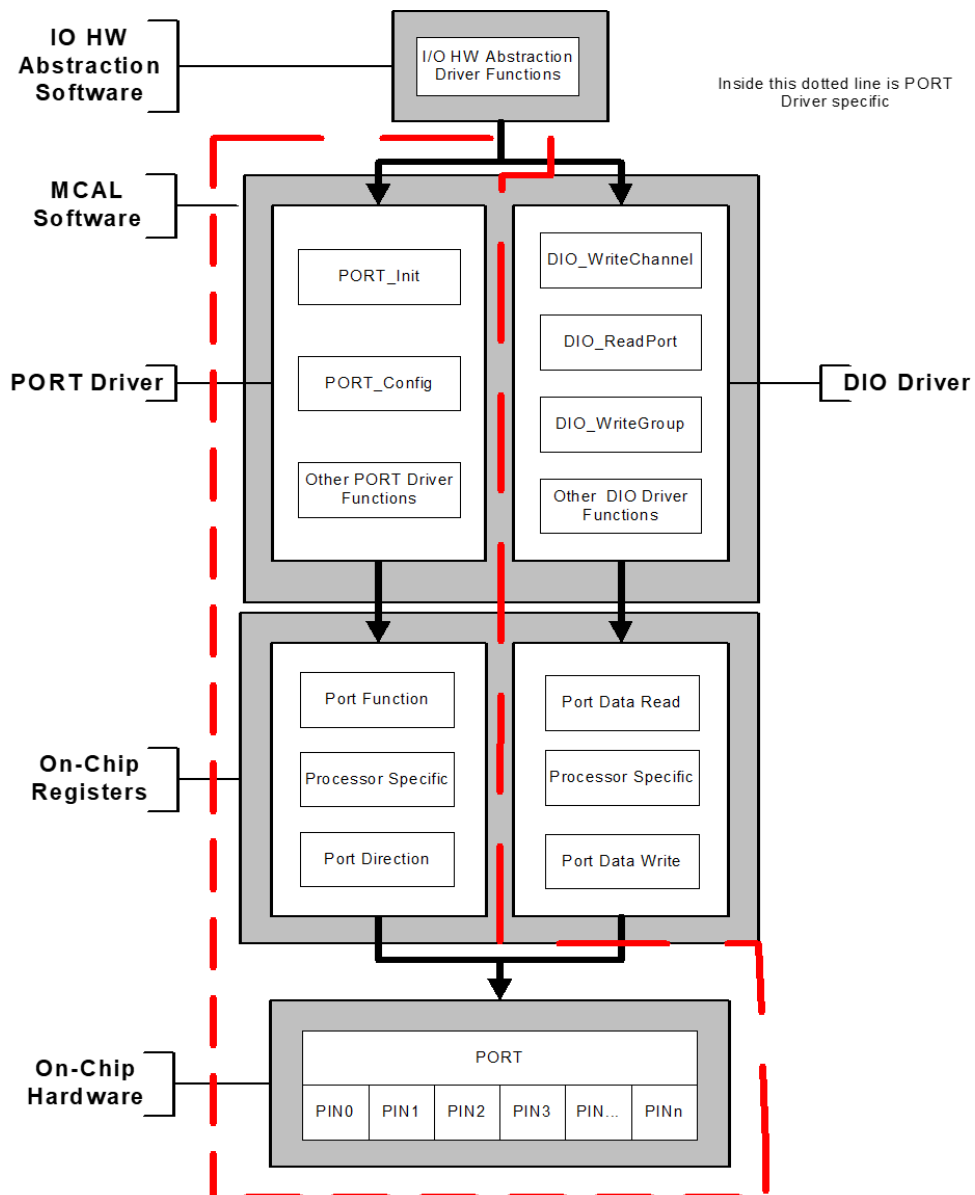 IO HW
Abstraction
Software
I/O HW Abstraction
Driver Functions
Inside this dotted line is PORT
Driver specific
MCAL
Software
PORT_Init
PORT_Config
Other PORT Driver
Functions
DIO_WriteChannel
DIO_ReadPort
DIO_WriteGroup
Other DIO Driver
Functions
PORT Driver
DIO Driver
On-Chip
Registers
Port Function
Processor Specific
Port Direction
Port Data Read
Processor Specific
Port Data Write
On-Chip
Hardware
PORT
PIN0 PIN1 PIN2 PIN3 PIN... PINn